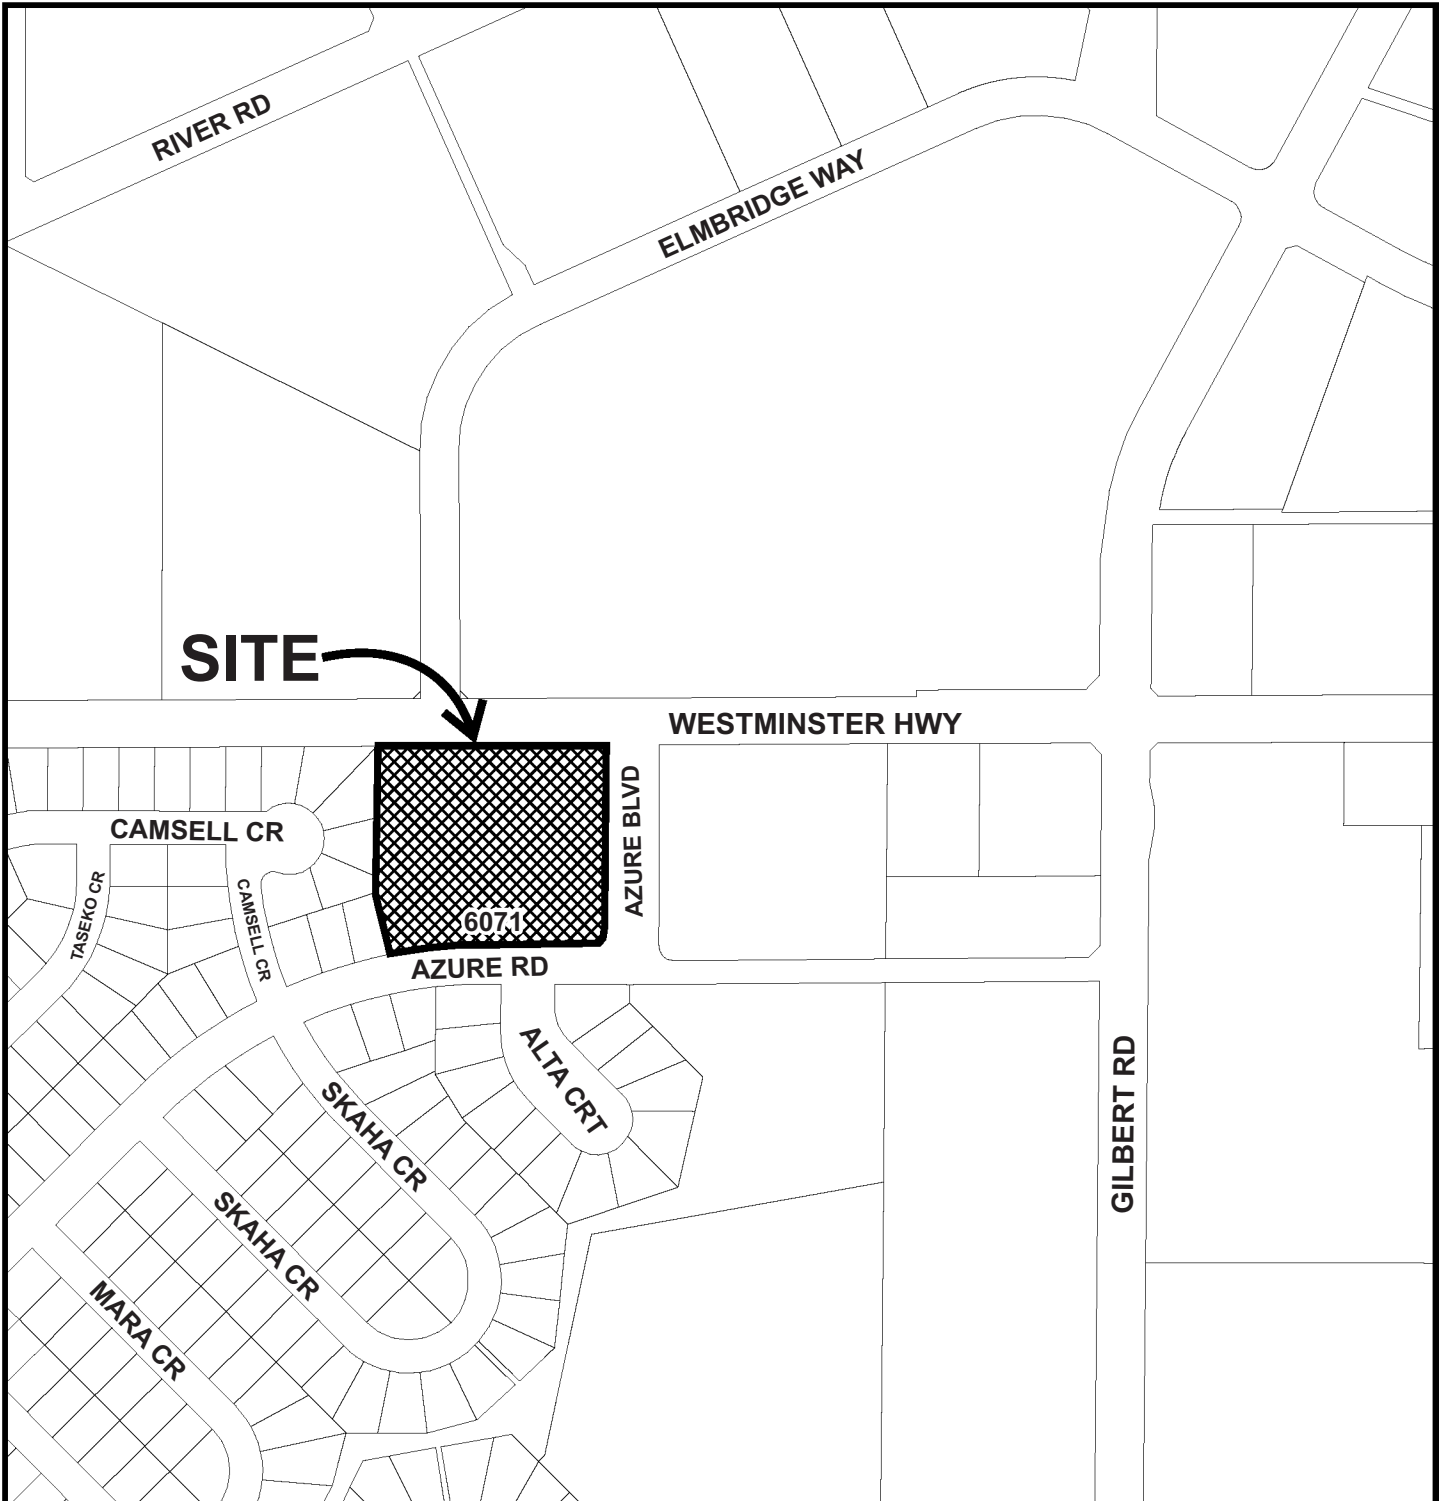 RIVER RD
ELMBRIDGE WAY
SITE
WESTMINSTER HWY
AZURE BLVD
CAMSELL CR
TASEKO CR
CAMSELL CR
6071
AZURE RD
ALTA CRT
SKAHA CR
GILBERT RD
SKAHA CR
MARA CR